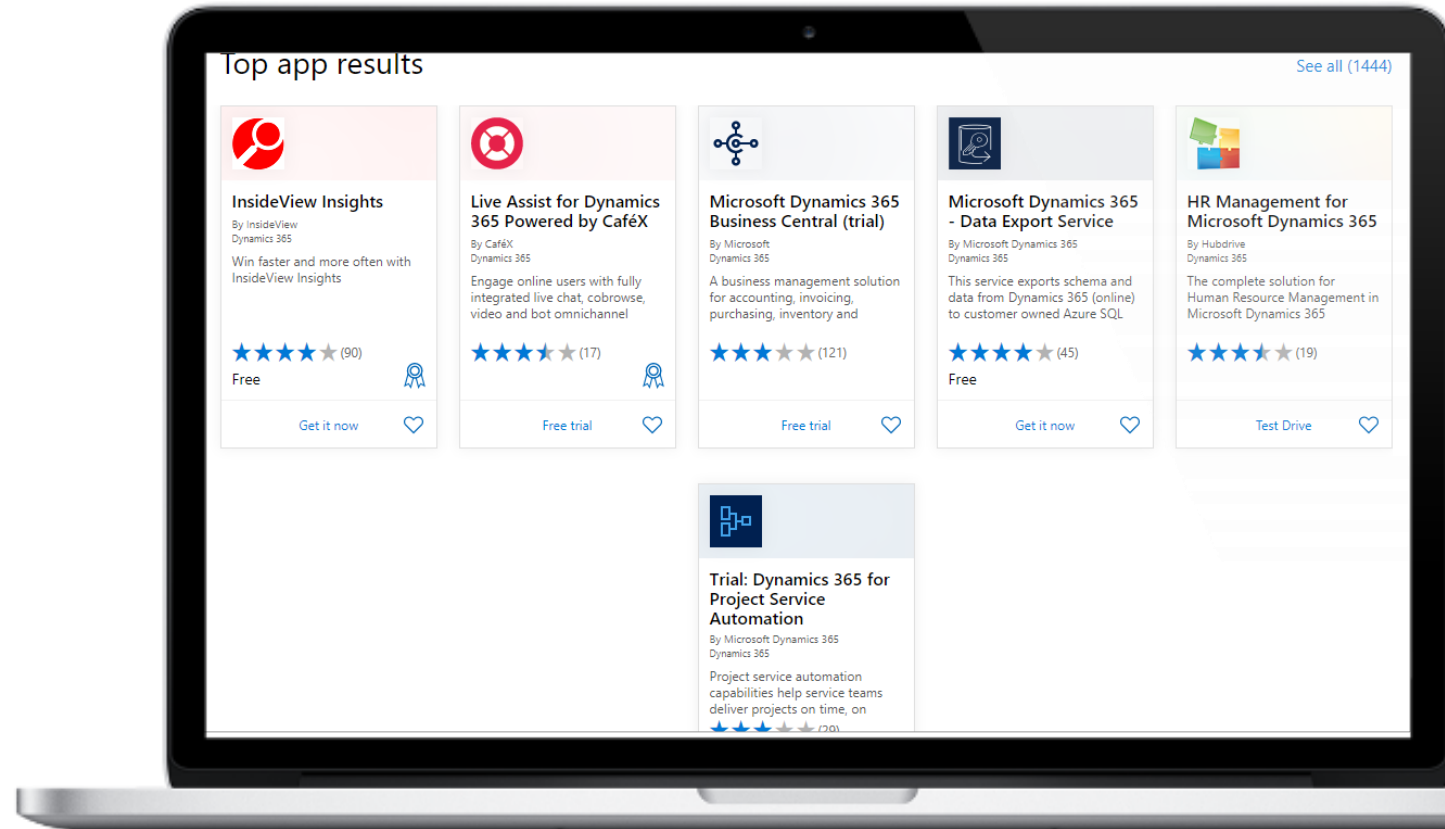 Top app results
See all (1444)
InsideView Insights
By InsideView
Dynamics 365
Win faster and more often with
InsideView Insights
(90)
Free
Get it now
Live Assist for Dynamics
365 Powered by CaféX
By CaféX
Dynamics 365
Engage online users with fully
integrated live chat, cobrowse,
video and bot omnichannel
(17)
Free trial
Microsoft Dynamics 365
Business Central (trial)
By Microsoft
Dynamics 365
A business management solution
for accounting, invoicing,
purchasing, inventory and
(121)
Free trial
Microsoft Dynamics 365
- Data Export Service
By Microsoft Dynamics 365
Dynamics 365
This service exports schema and
data from Dynamics 365 (online)
to customer owned Azure SQL
(45)
Free
Get it now
HR Management for
Microsoft Dynamics 365
By Hubdrive
Dynamics 365
The complete solution for
Human Resource Management in
Microsoft Dynamics 365
(19)
Test Drive
Trial: Dynamics 365 for
Project Service
Automation
By Microsoft Dynamics 365
Dynamics 365
Project service automation
capabilities help service teams
deliver projects on time, on
(29)